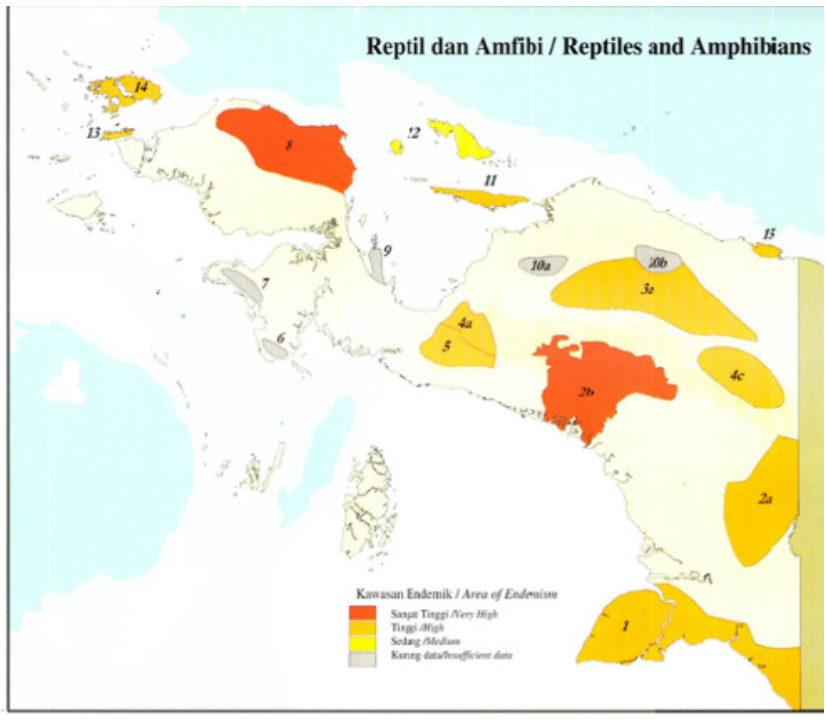 Reptil dan Amfibi / Reptiles and Amphibians
14
13
8
12
11
15
9
10a
10b
7
3a
4a
6
5
4c
2b
2a
Kawasan Endemik / Area of Endemism
Sanjat Tinggi /Very High
Tinggi /High
Sedang /Medium
Kuring data/Insufficient data
1